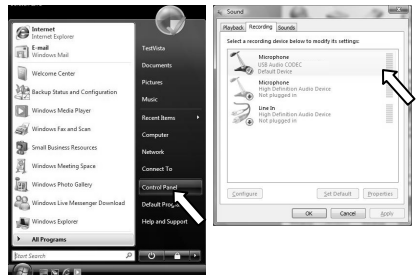 Internet
Internet Explorer
E-mail
Windows Mail
Welcome Center
Backup Status and Configuration
Windows Media Player
Windows Fax and Scan
Small Business Resources
Windows Meeting Space
Windows Photo Gallery
Windows Live Messenger Download
Windows Explorer
All Programs
Start Search
TestVista
Documents
Pictures
Music
Recent Items
Computer
Network
Connect To
Control Panel
Default Prog
Help and Support
Sound
Playback Recording Sounds
Select a recording device below to modify its settings:
Microphone
USB Audio CODEC
Default Device
Microphone
High Definition Audio Device
Not plugged in
Line In
High Definition Audio Device
Not plugged in
Configure Set Default Properties
OK Cancel Apply